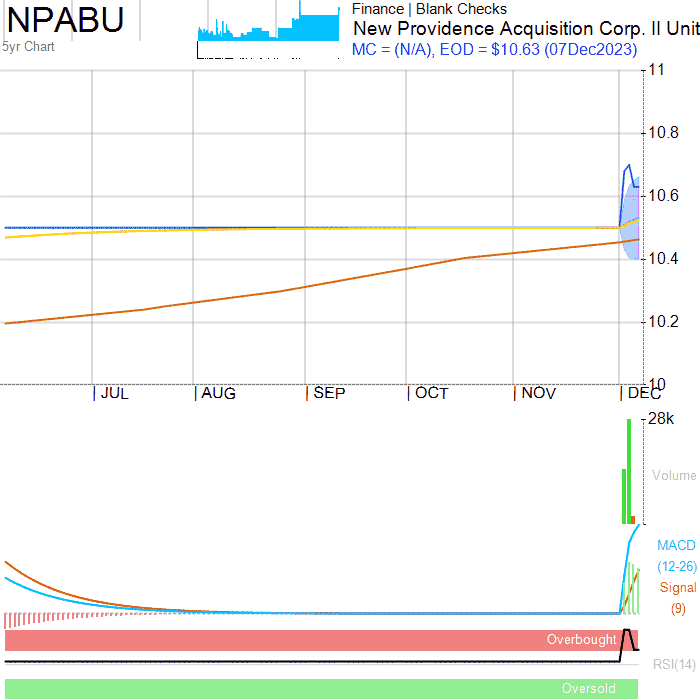 NPABU
5yr Chart
Finance | Blank Checks
New Providence Acquisition Corp. II Unit
MC = (N/A), EOD = $10.63 (07Dec2023)
11
10.8
10.6
10.4
10.2
10
| JUL | AUG | SEP | OCT | NOV | DEC
28k
Volume
MACD
(12-26)
Signal
(9)
Overbought
RSI(14)
Oversold